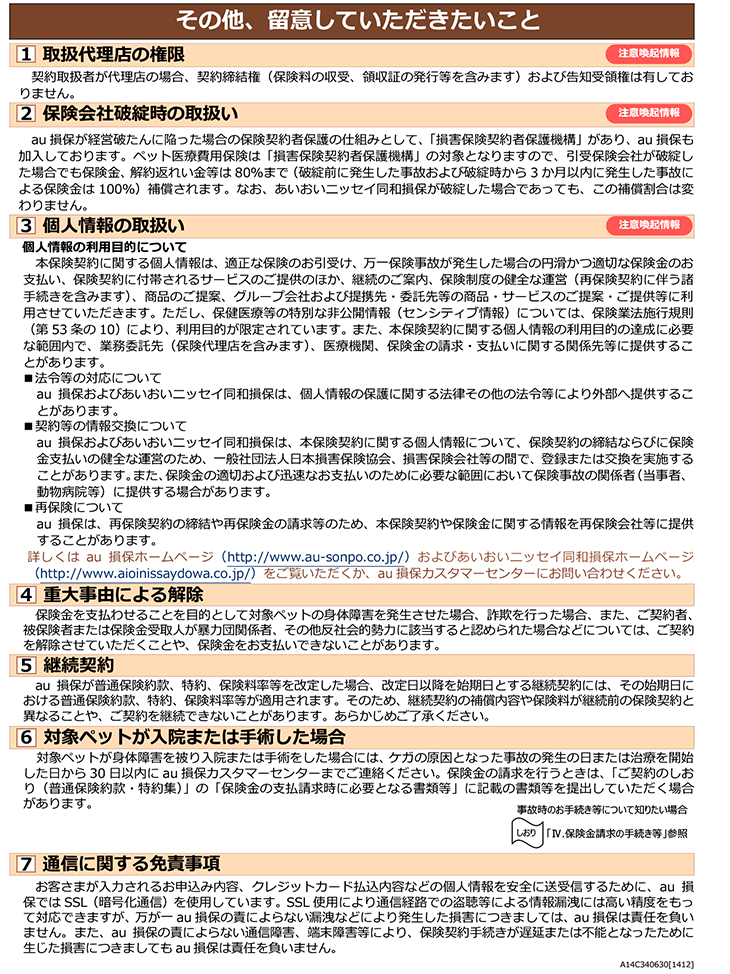 その他、留意していただきたいこと
1 取扱代理店の権限 注意喚起情報
契約取扱者が代理店の場合、契約締結権（保険料の収受、領収証の発行等を含みます）および告知受領権は有してお
りません。
2 保険会社破綻時の取扱い 注意喚起情報
au 損保が経営破たんに陥った場合の保険契約者保護の仕組みとして、「損害保険契約者保護機構」があり、au 損保も
加入しております。ペット医療費用保険は「損害保険契約者保護機構」の対象となりますので、引受保険会社が破綻し
た場合でも保険金、解約返れい金等は 80%まで（破綻前に発生した事故および破綻時から 3 か月以内に発生した事故に
よる保険金は 100%）補償されます。なお、あいおいニッセイ同和損保が破綻した場合であっても、この補償割合は変
わりません。
3 個人情報の取扱い 注意喚起情報
個人情報の利用目的について
本保険契約に関する個人情報は、適正な保険のお引受け、万一保険事故が発生した場合の円滑かつ適切な保険金のお
支払い、保険契約に付帯されるサービスのご提供のほか、継続のご案内、保険制度の健全な運営（再保険契約に伴う諸
手続きを含みます）、商品のご提案、グループ会社および提携先・委託先等の商品・サービスのご提案・ご提供等に利
用させていただきます。ただし、保健医療等の特別な非公開情報（センシティブ情報）については、保険業法施行規則
（第 53 条の 10）により、利用目的が限定されています。また、本保険契約に関する個人情報の利用目的の達成に必要
な範囲内で、業務委託先（保険代理店を含みます）、医療機関、保険金の請求・支払いに関する関係先等に提供するこ
とがあります。
■法令等の対応について
au 損保およびあいおいニッセイ同和損保は、個人情報の保護に関する法律その他の法令等により外部へ提供するこ
とがあります。
■契約等の情報交換について
au 損保およびあいおいニッセイ同和損保は、本保険契約に関する個人情報について、保険契約の締結ならびに保険
金支払いの健全な運営のため、一般社団法人日本損害保険協会、損害保険会社等の間で、登録または交換を実施する
ことがあります。また、保険金の適切および迅速なお支払いのために必要な範囲において保険事故の関係者（当事者、
動物病院等）に提供する場合があります。
■再保険について
au 損保は、再保険契約の締結や再保険金の請求等のため、本保険契約や保険金に関する情報を再保険会社等に提供
することがあります。
詳しくは au 損保ホームページ（http://www.au-sonpo.co.jp/）およびあいおいニッセイ同和損保ホームページ
（http://www.aioinissaydowa.co.jp/）をご覧いただくか、au 損保カスタマーセンターにお問い合わせください。
4 重大事由による解除
保険金を支払わせることを目的として対象ペットの身体障害を発生させた場合、詐欺を行った場合、また、ご契約者、
被保険者または保険金受取人が暴力団関係者、その他反社会的勢力に該当すると認められた場合などについては、ご契約
を解除させていただくことや、保険金をお支払いできないことがあります。
5 継続契約
au 損保が普通保険約款、特約、保険料率等を改定した場合、改定日以降を始期日とする継続契約には、その始期日に
おける普通保険約款、特約、保険料率等が適用されます。そのため、継続契約の補償内容や保険料が継続前の保険契約と
異なることや、ご契約を継続できないことがあります。あらかじめご了承ください。
6 対象ペットが入院または手術した場合
対象ペットが身体障害を被り入院または手術をした場合には、ケガの原因となった事故の発生の日または治療を開始
した日から 30 日以内に au 損保カスタマーセンターまでご連絡ください。保険金の請求を行うときは、「ご契約のしお
り（普通保険約款・特約集）」の「保険金の支払請求時に必要となる書類等」に記載の書類等を提出していただく場合
があります。
事故時のお手続き等について知りたい場合
しおり 「Ⅳ.保険金請求の手続き等」参照
7 通信に関する免責事項
お客さまが入力されるお申込み内容、クレジットカード払込内容などの個人情報を安全に送受信するために、au 損
保では SSL（暗号化通信）を使用しています。SSL 使用により通信経路での盗聴等による情報漏洩には高い精度をもっ
て対応できますが、万が一 au 損保の責によらない漏洩などにより発生した損害につきましては、au 損保は責任を負い
ません。また、au 損保の責によらない通信障害、端末障害等により、保険契約手続きが遅延または不能となったために
生じた損害につきましても au 損保は責任を負いません。
A14C340630[1412]